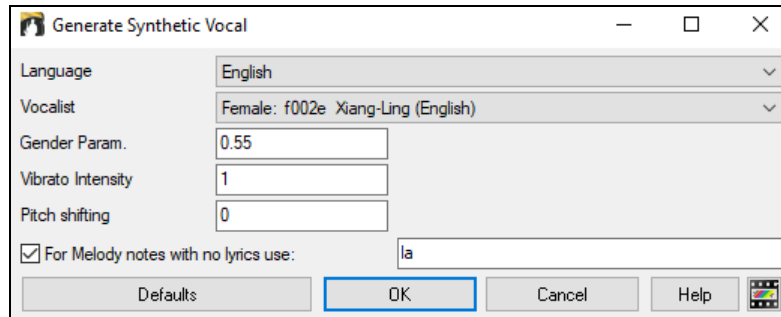 Generate Synthetic Vocal
Language English
Vocalist Female: f002e Xiang-Ling (English)
Gender Param. 0.55
Vibrato Intensity 1
Pitch shifting 0
For Melody notes with no lyrics use: la
Defaults OK Cancel Help